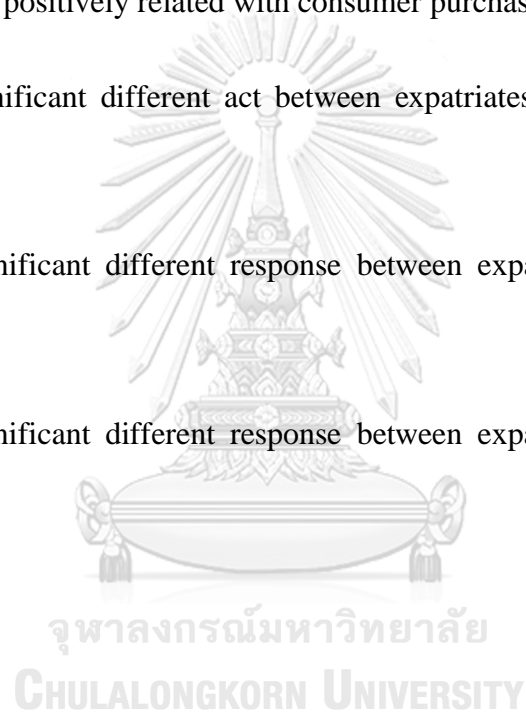 positively related with consumer purchas
nificant different act between expatriates
nificant different response between expa
nificant different response between expa
จุฬาลงกรณ์มหาวิทยาลัย
CHULALONGKORN UNIVERSITY